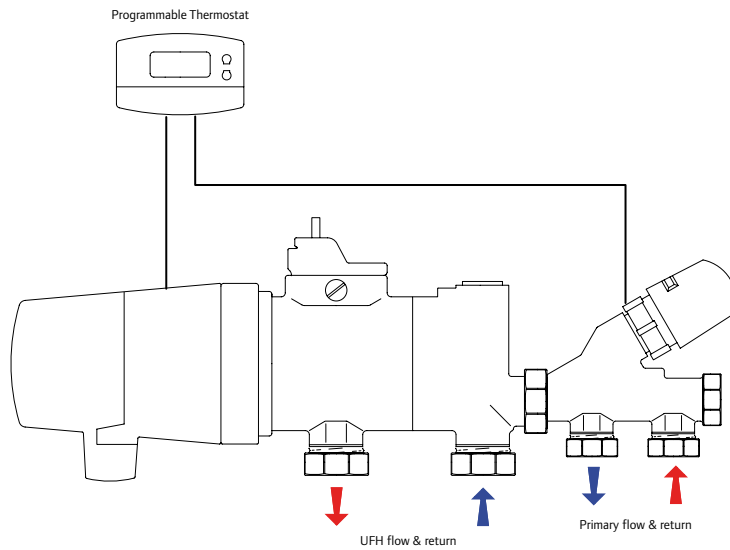 Programmable Thermostat
Primary flow & return
UFH flow & return